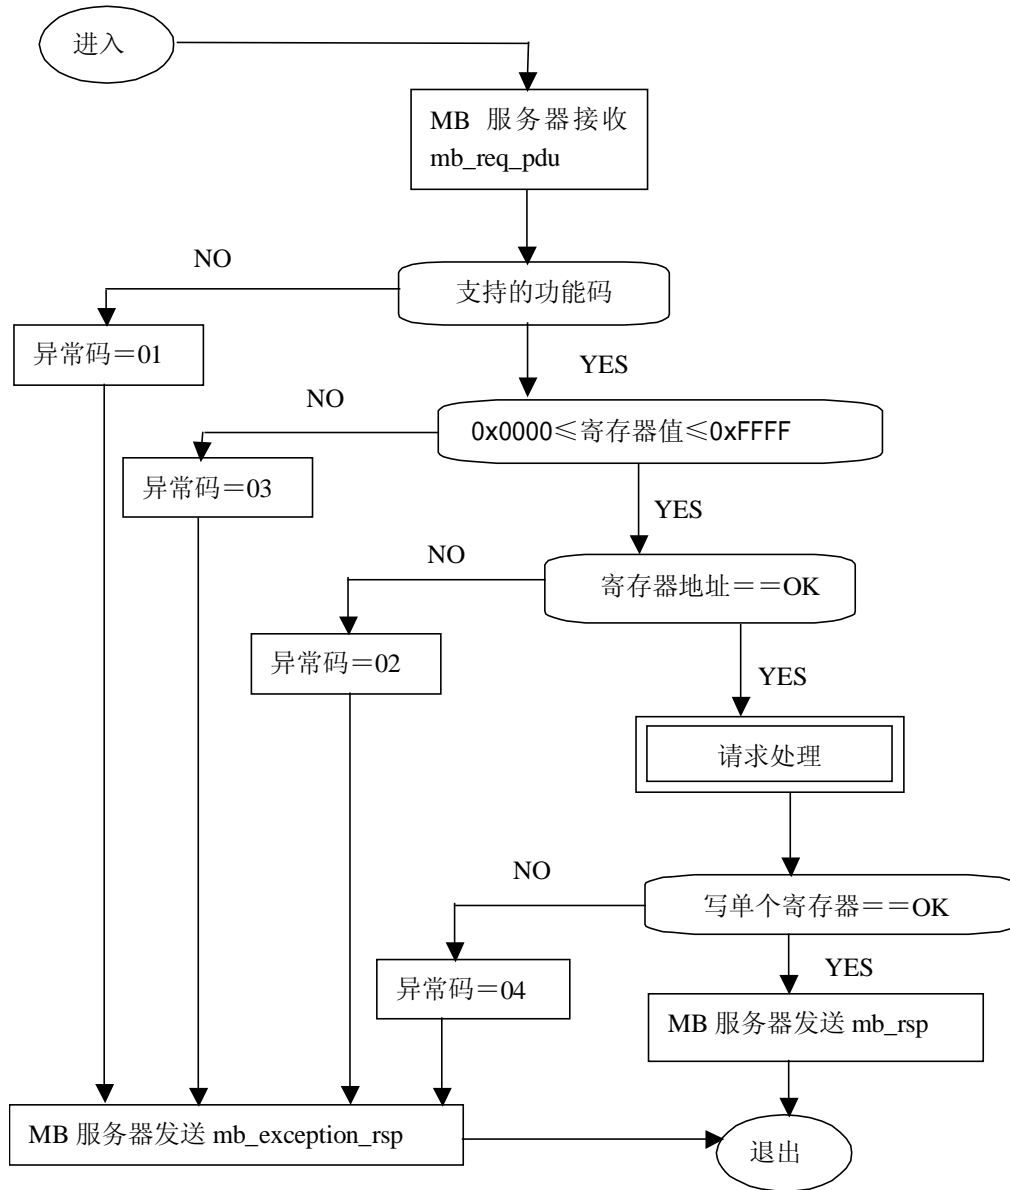 进入
MB 服务器接收
mb_req_pdu
NO
支持的功能码
异常码＝01
YES
NO
0x0000≤寄存器值≤0xFFFF
异常码＝03
YES
NO
寄存器地址＝＝OK
异常码＝02
YES
请求处理
NO
写单个寄存器＝＝OK
YES
异常码＝04
MB 服务器发送 mb_rsp
MB 服务器发送 mb_exception_rsp
退出